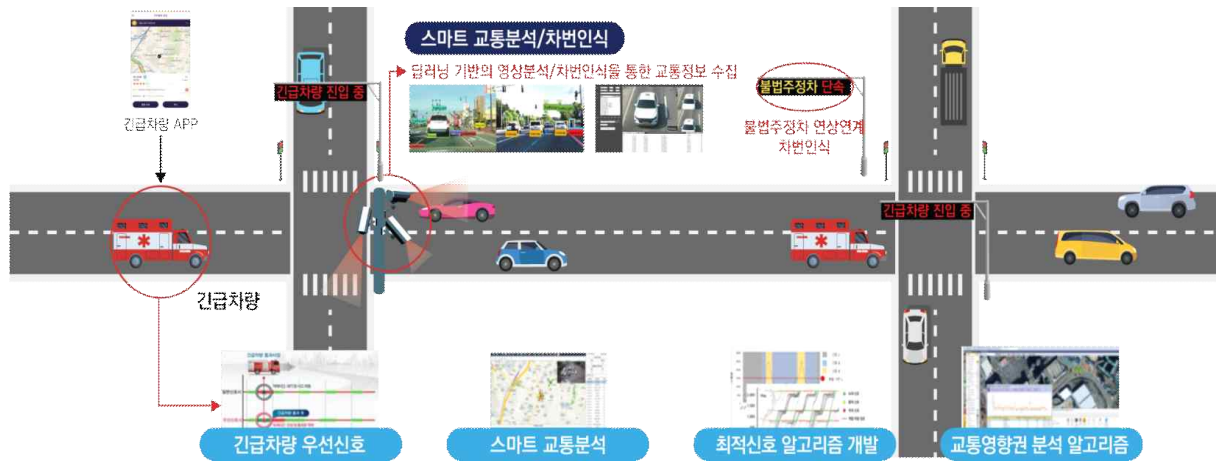 스마트 교통분석/차번인식
딥러닝 기반의 영상분석/차번인식을 통한 교통정보 수집
긴급차량 진입 중
불법주정차 단속
긴급차량 APP
불법주정차 연상연계
차번인식
긴급차량 진입 중
긴급차량
긴급차량 우선신호
스마트 교통분석
최적신호 알고리즘 개발
교통영향권 분석 알고리즘